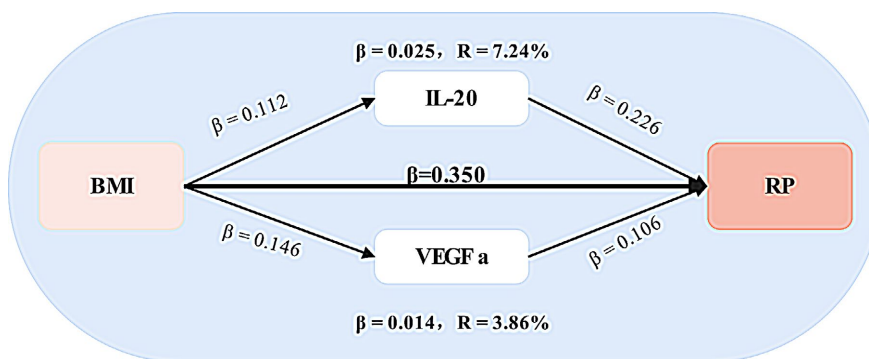 β = 0.025, R = 7.24%
IL-20
β = 0.112
β = 0.226
BMI
β=0.350
RP
β = 0.146
VEGF a
β = 0.106
β = 0.014, R = 3.86%